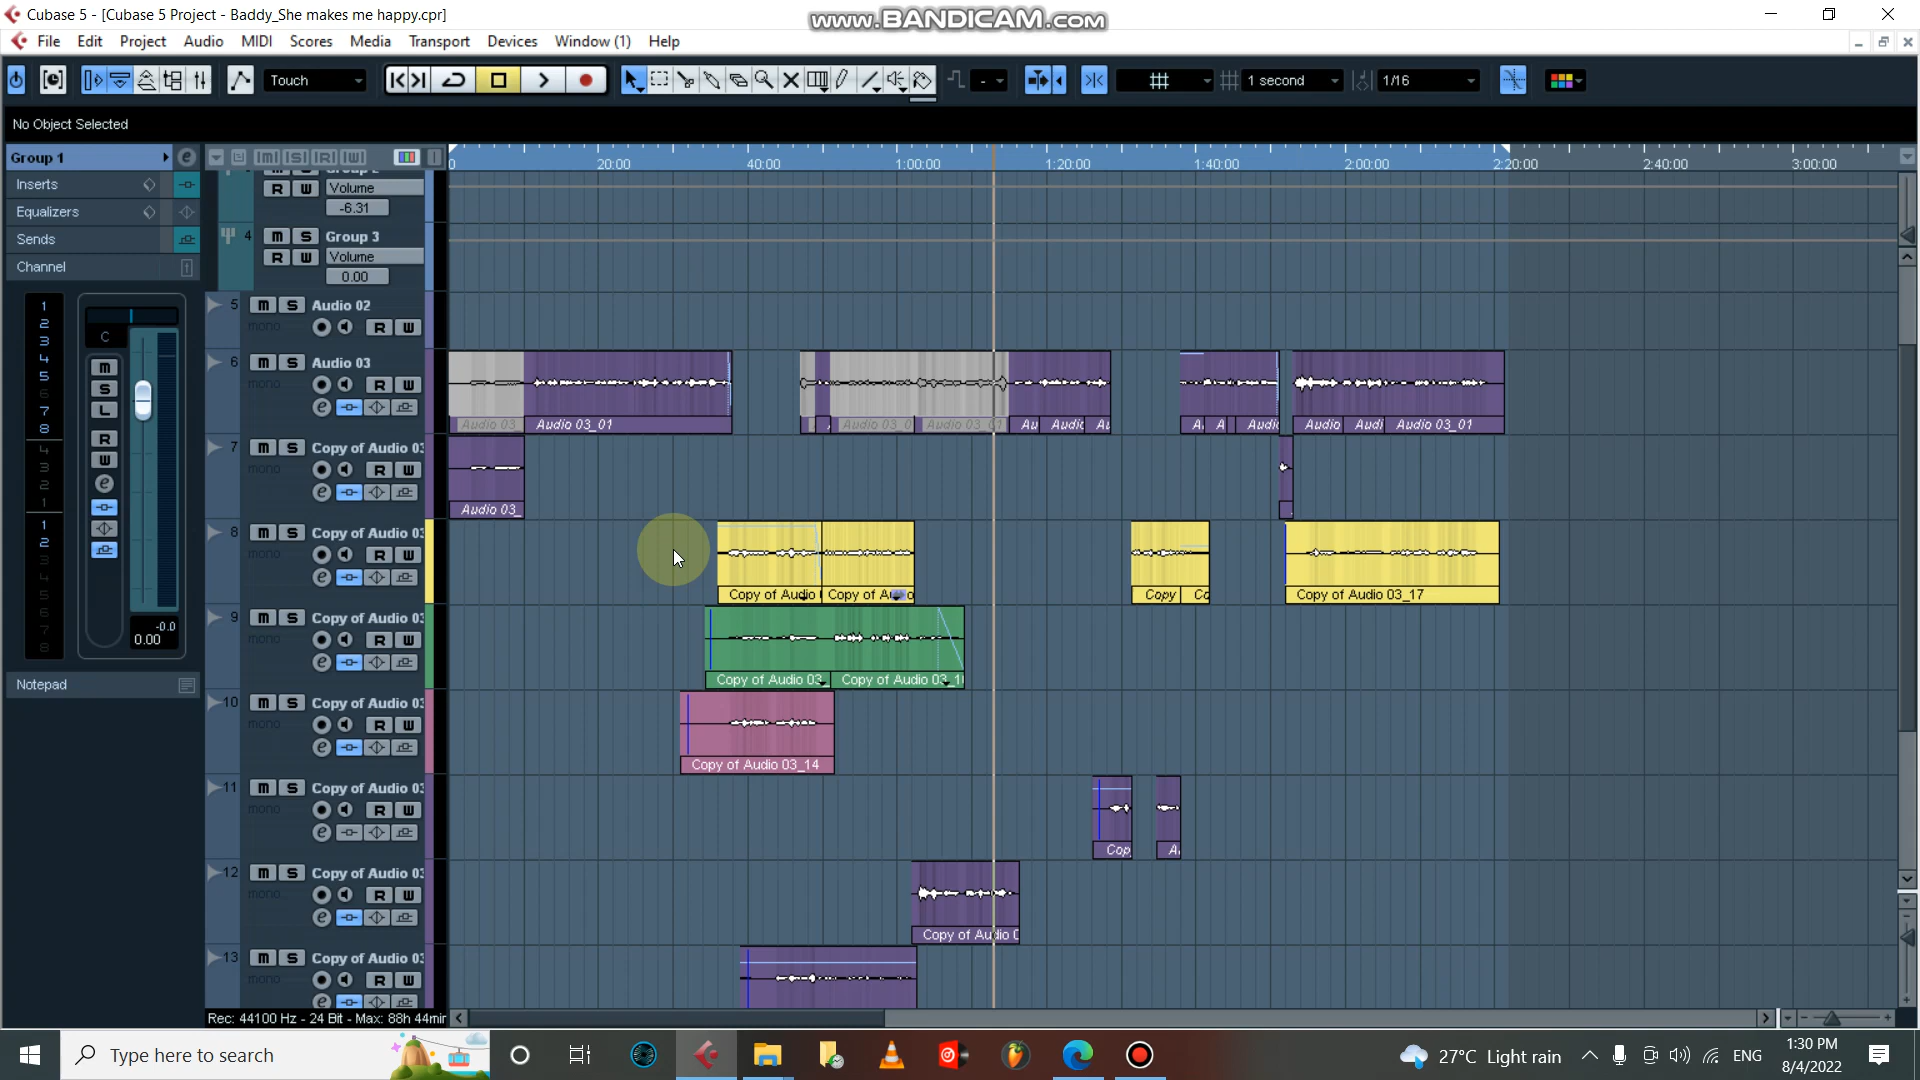 Cubase 5 - [Cubase 5 Project - Baddy_She makes me happy.cpr]
www.BANDICAM.com
File Edit Project Audio MIDI Scores Media Transport Devices Window (1) Help
Touch
1 second
1/16
No Object Selected
Group 1
Inserts
Equalizers
Sends
Channel
C
M
S
L
R
W
-0.0
0.00
Notepad
0 20:00 40:00 1:00:00 1:20:00 1:40:00 2:00:00 2:20:00 2:40:00 3:00:00
R W Volume
-6.31
4 M S Group 3
R W Volume
0.00
5 M S Audio 02
mono R W
6 M S Audio 03
mono R W
Audio 03_ Audio 03_01 Audio 03_0 Audio 03_01 Au Audic Au A. A Audic Audio Audi Audio 03_01
7 M S Copy of Audio 03
mono R W
Audio 03_
8 M S Copy of Audio 03
mono R W
Copy of Audio Copy of Au Copy Co Copy of Audio 03_17
9 M S Copy of Audio 03
mono R W
Copy of Audio 03_ Copy of Audio 03_1
10 M S Copy of Audio 03
mono R W
Copy of Audio 03_14
11 M S Copy of Audio 03
mono R W
Cop A.
12 M S Copy of Audio 03
mono R W
Copy of Audio
13 M S Copy of Audio 03
mono R W
Rec: 44100 Hz - 24 Bit - Max: 88h 44min
Type here to search
27°C Light rain
ENG
1:30 PM
8/4/2022